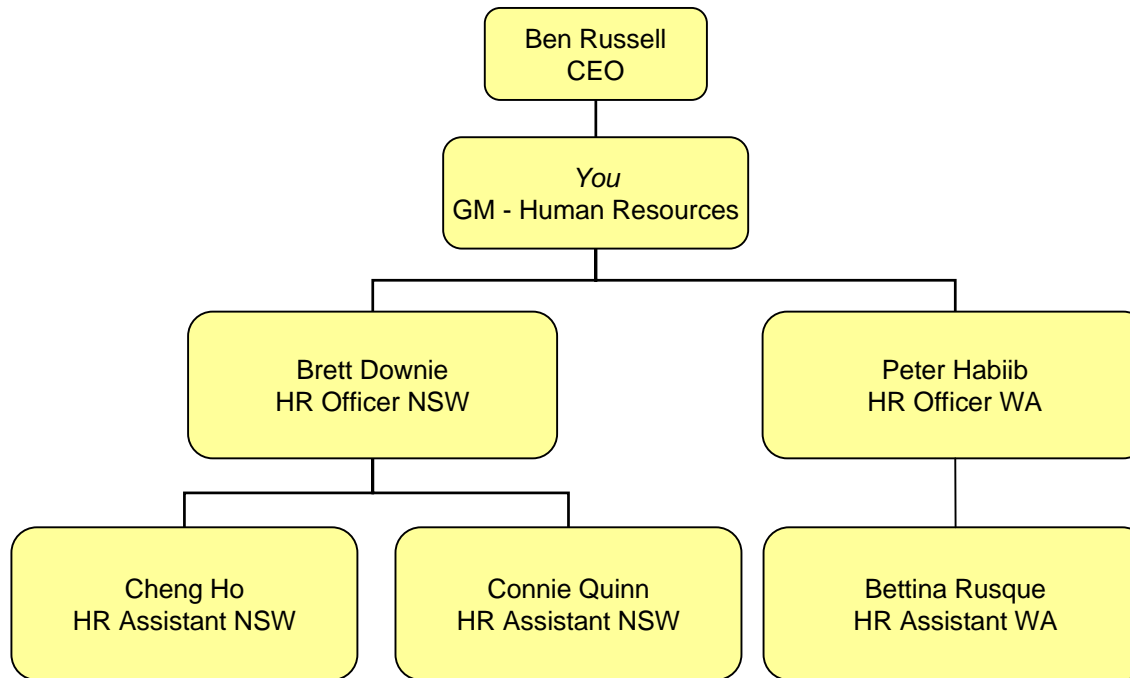 Ben Russell
CEO
You
GM - Human Resources
Brett Downie
HR Officer NSW
Peter Habiib
HR Officer WA
Cheng Ho
HR Assistant NSW
Connie Quinn
HR Assistant NSW
Bettina Rusque
HR Assistant WA